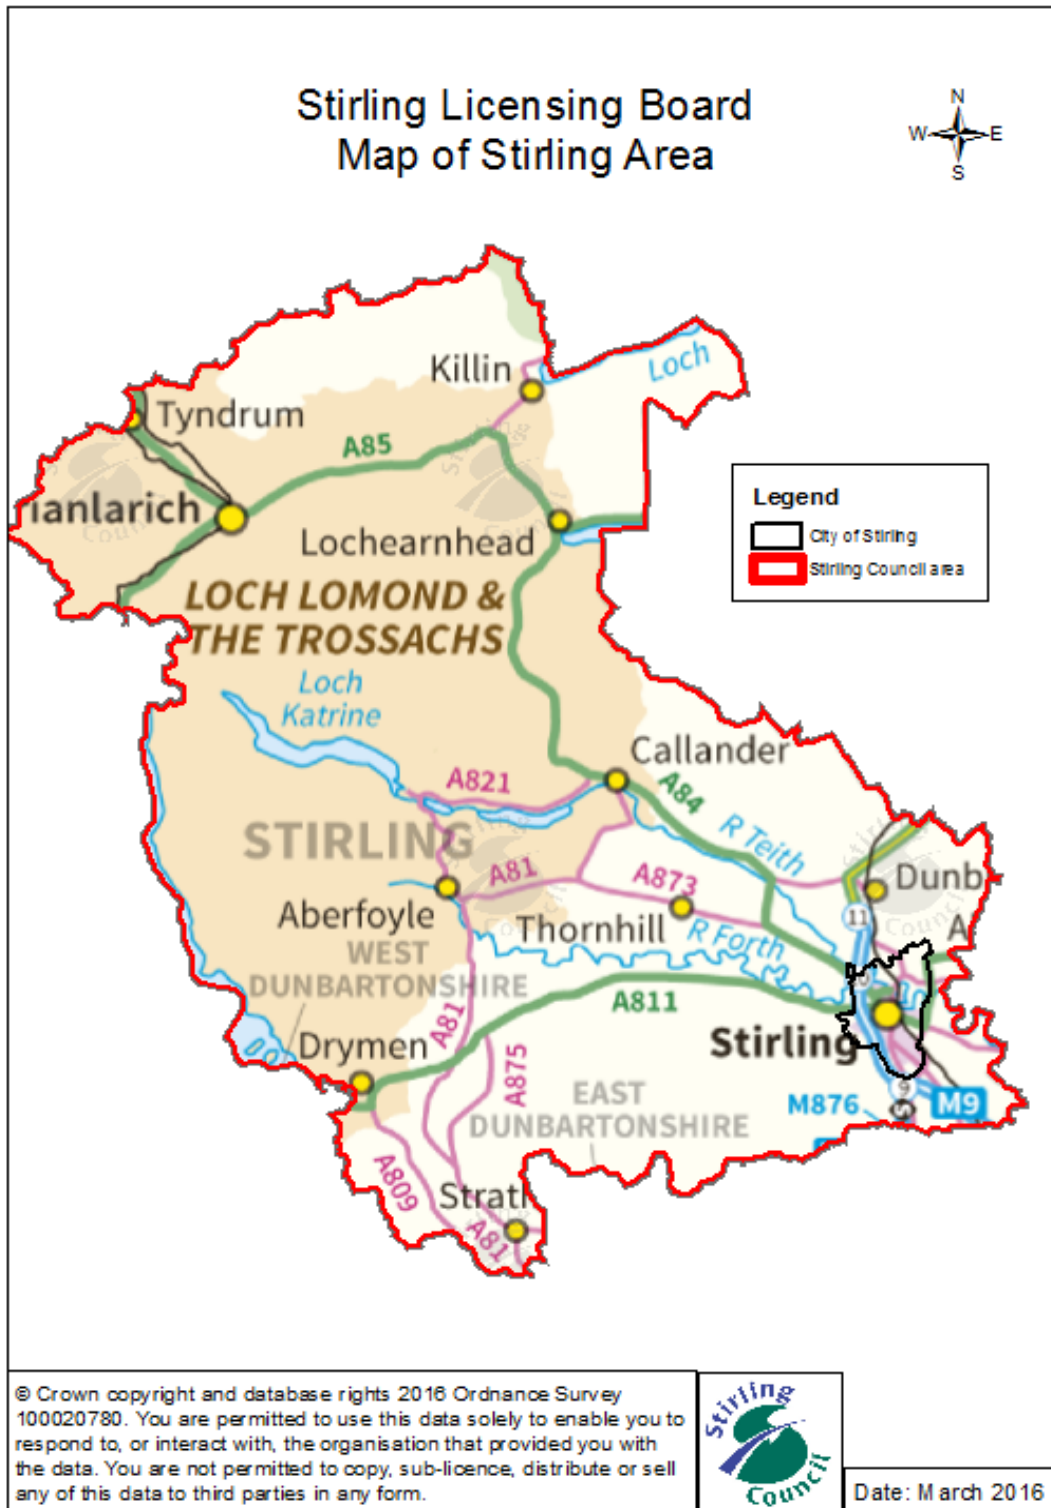 Stirling Licensing Board
Map of Stirling Area
N
W E
S
Killin
Loch
Tyndrum
A85
ianlarich
Lochearnhead
Legend
City of Stirling
Stirling Council area
LOCH LOMOND &
THE TROSSACHS
Loch
Katrine
Callander
A821
A84
STIRLING
R Teith
A81
A873
Dunb
Aberfoyle
Thornhill
R Forth
11
A
WEST
DUNBARTONSHIRE
A811
10
A81
Drymen
A875
Stirling
EAST
DUNBARTONSHIRE
M876
9
S
M9
A809
Strath
A81
© Crown copyright and database rights 2016 Ordnance Survey
100020780. You are permitted to use this data solely to enable you to
respond to, or interact with, the organisation that provided you with
the data. You are not permitted to copy, sub-licence, distribute or sell
any of this data to third parties in any form.
Stirling
Council
Date: March 2016